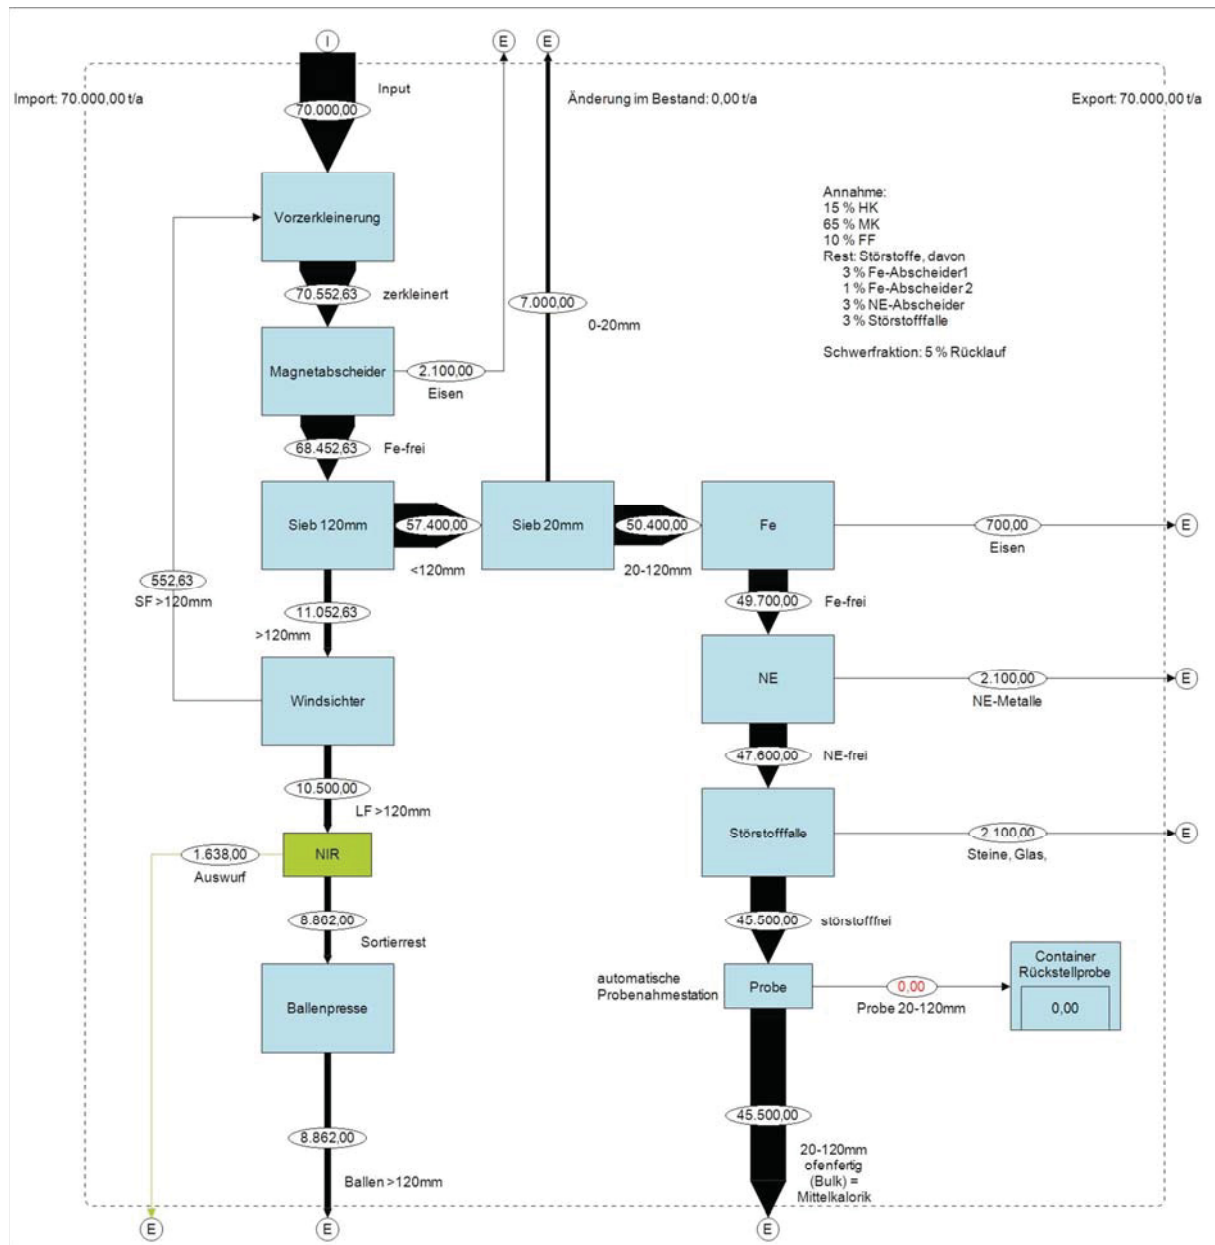 I
E
E
Input
Import: 70.000,00 t/a
Änderung im Bestand: 0,00 t/a
Export: 70.000,00 t/a
70.000,00
Vorzerkleinerung
Annahme:
15 % HK
65 % MK
10 % FF
Rest: Störstoffe, davon
3 % Fe-Abscheider1
1 % Fe-Abscheider 2
3 % NE-Abscheider
3 % Störstofffalle
Schwerfraktion: 5 % Rücklauf
70.552,63
zerkleinert
7.000,00
0-20mm
Magnetabscheider
2.100,00
Eisen
68.452,63
Fe-frei
Sieb 120mm
57.400,00
<120mm
Sieb 20mm
50.400,00
20-120mm
Fe
700,00
Eisen
E
552,63
SF >120mm
11.052,63
>120mm
49.700,00
Fe-frei
Windsichter
NE
2.100,00
NE-Metalle
E
10.500,00
LF >120mm
47.600,00
NE-frei
NIR
1.638,00
Auswurf
Störstofffalle
2.100,00
Steine, Glas,
E
8.862,00
Sortierrest
45.500,00
störstofffrei
Ballenpresse
automatische
Probenahmestation
Probe
0,00
Probe 20-120mm
Container
Rückstellprobe
0,00
8.862,00
Ballen >120mm
45.500,00
20-120mm
ofenfertig
(Bulk) =
Mittelkalorik
E
E
E